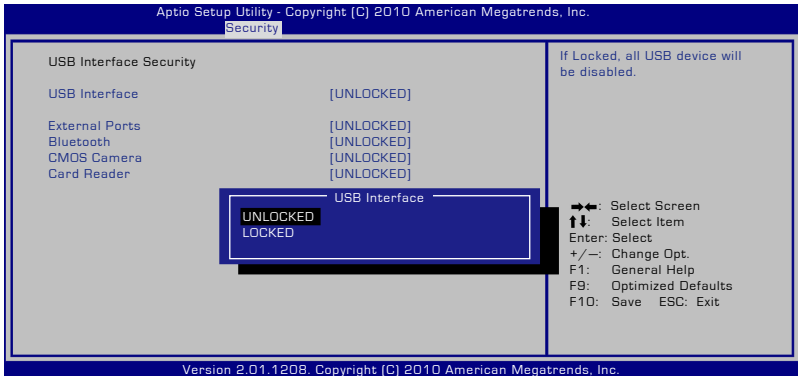 Aptio Setup Utility - Copyright (C) 2010 American Megatrends, Inc.
Security
USB Interface Security
USB Interface [UNLOCKED]
External Ports [UNLOCKED]
Bluetooth [UNLOCKED]
CMOS Camera [UNLOCKED]
Card Reader [UNLOCKED]
USB Interface
UNLOCKED
LOCKED
If Locked, all USB device will
be disabled.
→←: Select Screen
↑↓: Select Item
Enter: Select
+/—: Change Opt.
F1: General Help
F9: Optimized Defaults
F10: Save ESC: Exit
Version 2.01.1208. Copyright (C) 2010 American Megatrends, Inc.